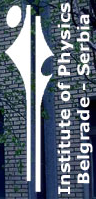 Institute of Physics
Belgrade - Serbia